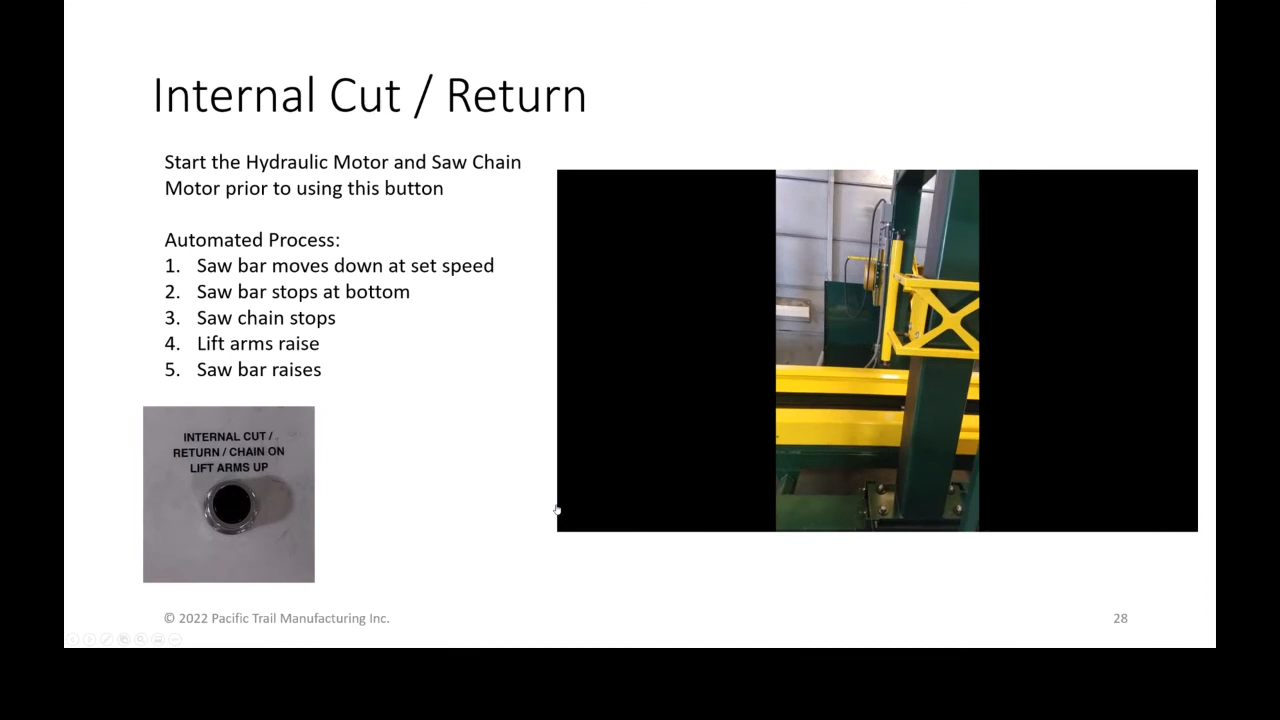 Internal Cut / Return
Start the Hydraulic Motor and Saw Chain
Motor prior to using this button
Automated Process:
1. Saw bar moves down at set speed
2. Saw bar stops at bottom
3. Saw chain stops
4. Lift arms raise
5. Saw bar raises
INTERNAL CUT /
RETURN / CHAIN ON
LIFT ARMS UP
© 2022 Pacific Trail Manufacturing Inc.
28